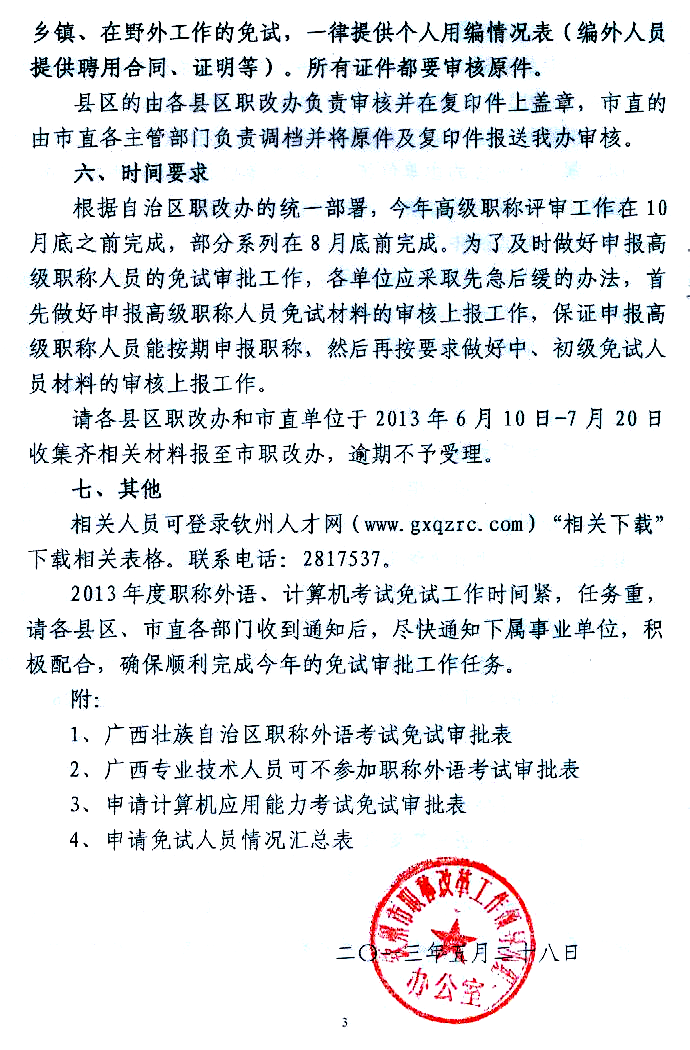 乡镇、在野外工作的免试，一律提供个人用编情况表（编外人员
提供聘用合同、证明等）。所有证件都要审核原件。
县区的由各县区职改办负责审核并在复印件上盖章，市直的
由市直各主管部门负责调档并将原件及复印件报送我办审核。
六、时间要求
根据自治区职改办的统一部署，今年高级职称评审工作在10
月底之前完成，部分系列在8月底前完成。为了及时做好申报高
级职称人员的免试审批工作，各单位应采取先急后缓的办法，首
先做好申报高级职称人员免试材料的审核上报工作，保证申报高
级职称人员能按期申报职称，然后再按要求做好中、初级免试人
员材料的审核上报工作。
请各县区职改办和市直单位于2013年6月10日-7月20日
收集齐相关材料报至市职改办，逾期不予受理。
七、其他
相关人员可登录钦州人才网（www.gxqzrc.com）“相关下载”
下载相关表格。联系电话：2817537。
2013年度职称外语、计算机考试免试工作时间紧，任务重，
请各县区、市直各部门收到通知后，尽快通知下属事业单位，积
极配合，确保顺利完成今年的免试审批工作任务。
附：
1、广西壮族自治区职称外语考试免试审批表
2、广西专业技术人员可不参加职称外语考试审批表
3、申请计算机应用能力考试免试审批表
4、申请免试人员情况汇总表
钦州市职称改革工作领导小组
办公室
二〇一三年五月二十八日
3